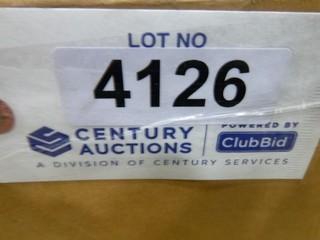 LOT NO
4126
CENTURY AUCTIONS
POWERED BY
ClubBid
A DIVISION OF CENTURY SERVICES